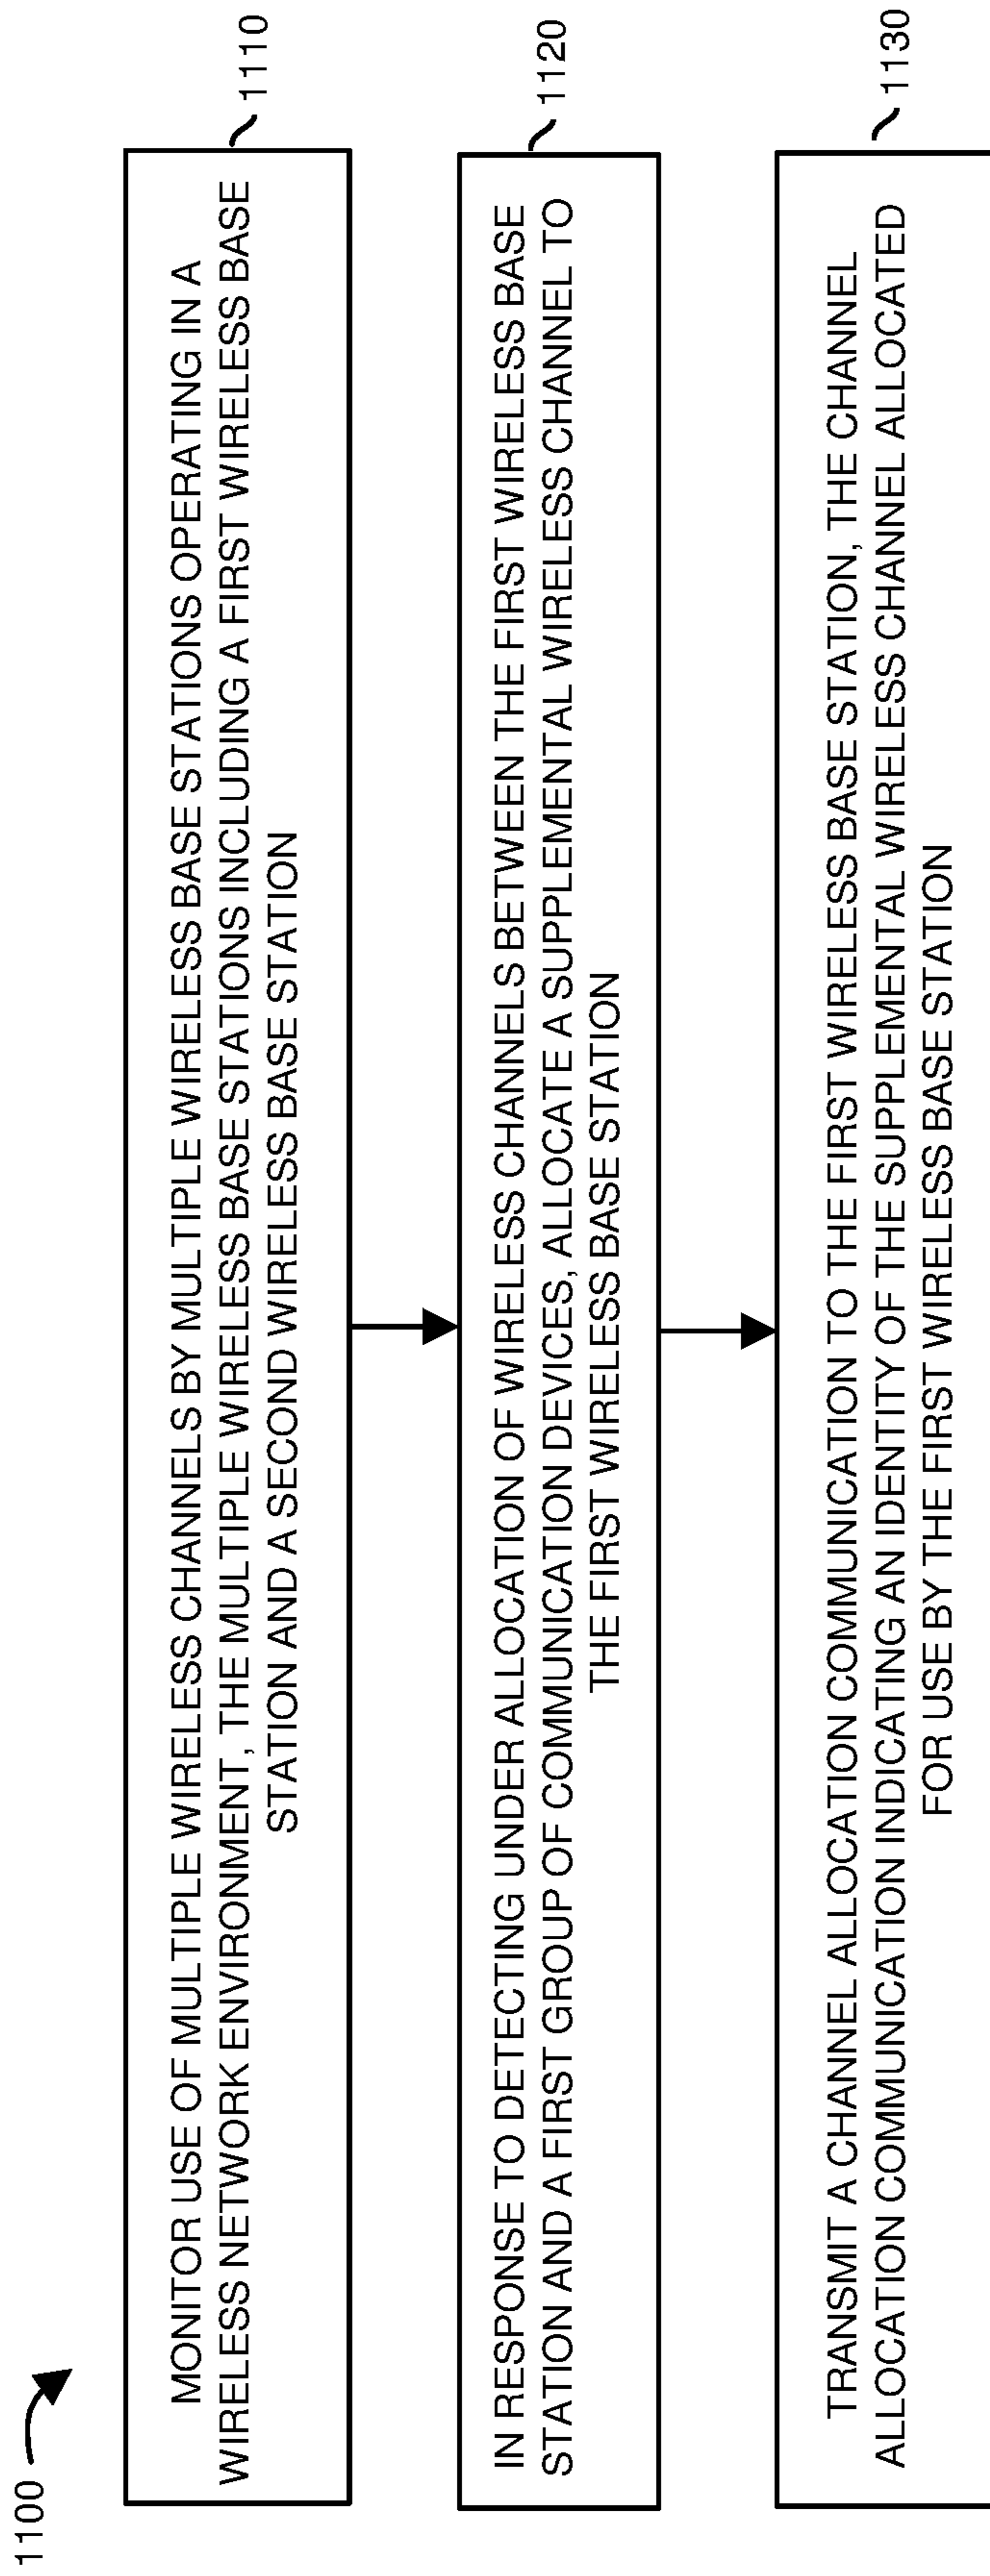 1100
MONITOR USE OF MULTIPLE WIRELESS CHANNELS BY MULTIPLE WIRELESS BASE STATIONS OPERATING IN A
WIRELESS NETWORK ENVIRONMENT, THE MULTIPLE WIRELESS BASE STATIONS INCLUDING A FIRST WIRELESS BASE
STATION AND A SECOND WIRELESS BASE STATION
1110
IN RESPONSE TO DETECTING UNDER ALLOCATION OF WIRELESS CHANNELS BETWEEN THE FIRST WIRELESS BASE
STATION AND A FIRST GROUP OF COMMUNICATION DEVICES, ALLOCATE A SUPPLEMENTAL WIRELESS CHANNEL TO
THE FIRST WIRELESS BASE STATION
1120
TRANSMIT A CHANNEL ALLOCATION COMMUNICATION TO THE FIRST WIRELESS BASE STATION, THE CHANNEL
ALLOCATION COMMUNICATION INDICATING AN IDENTITY OF THE SUPPLEMENTAL WIRELESS CHANNEL ALLOCATED
FOR USE BY THE FIRST WIRELESS BASE STATION
1130